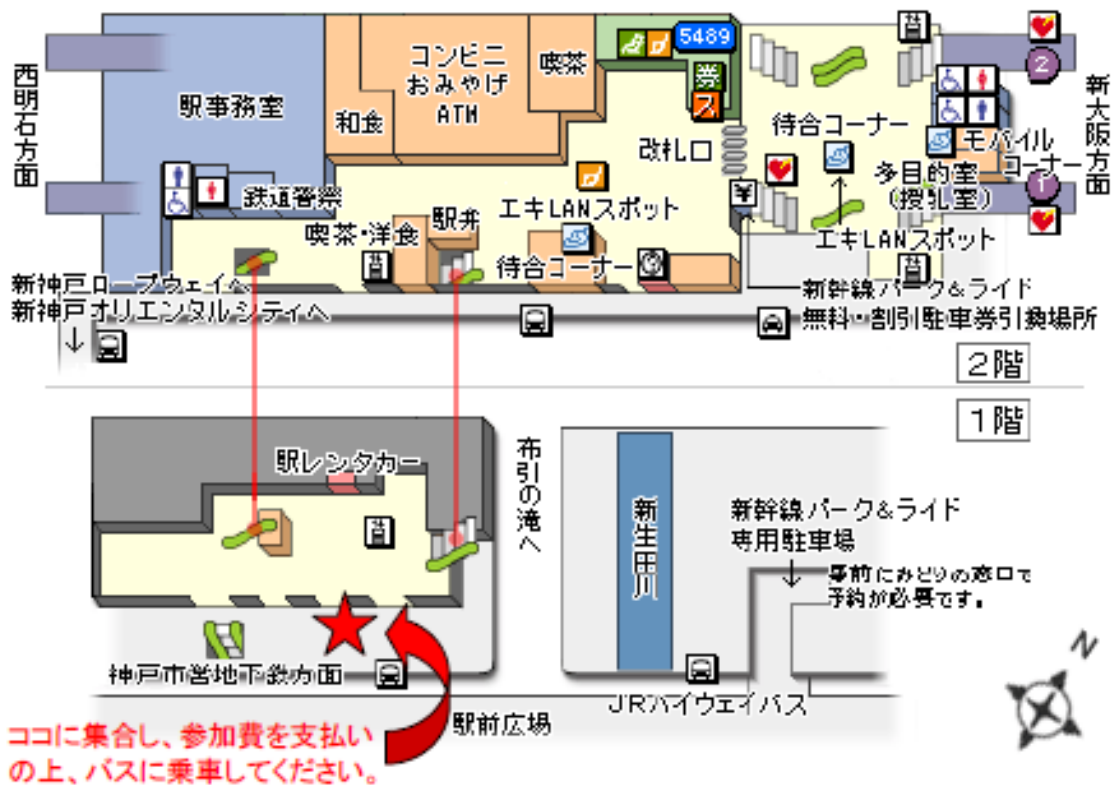 西明石方面
駅事務室
和食
コンビニ
おみやげ
ATM
喫茶
5489
券
ス
改札口
待合コーナー
2
新大阪方面
モバイル
コーナー
1
多目的室
(授乳室)
エキLANスポット
¥
鉄道警察
喫茶・洋食
駅弁
エキLANスポット
待合コーナー
新神戸ロープウェイへ
新神戸オリエンタルシティへ
新幹線パーク&ライド
無料・割引駐車券引換場所
2階
1階
駅レンタカー
布引の滝へ
新生田川
新幹線パーク&ライド
専用駐車場
事前にみどりの窓口で
予約が必要です。
神戸市営地下鉄方面
JRハイウェイバス
駅前広場
N
ココに集合し、参加費を支払い
の上、バスに乗車してください。